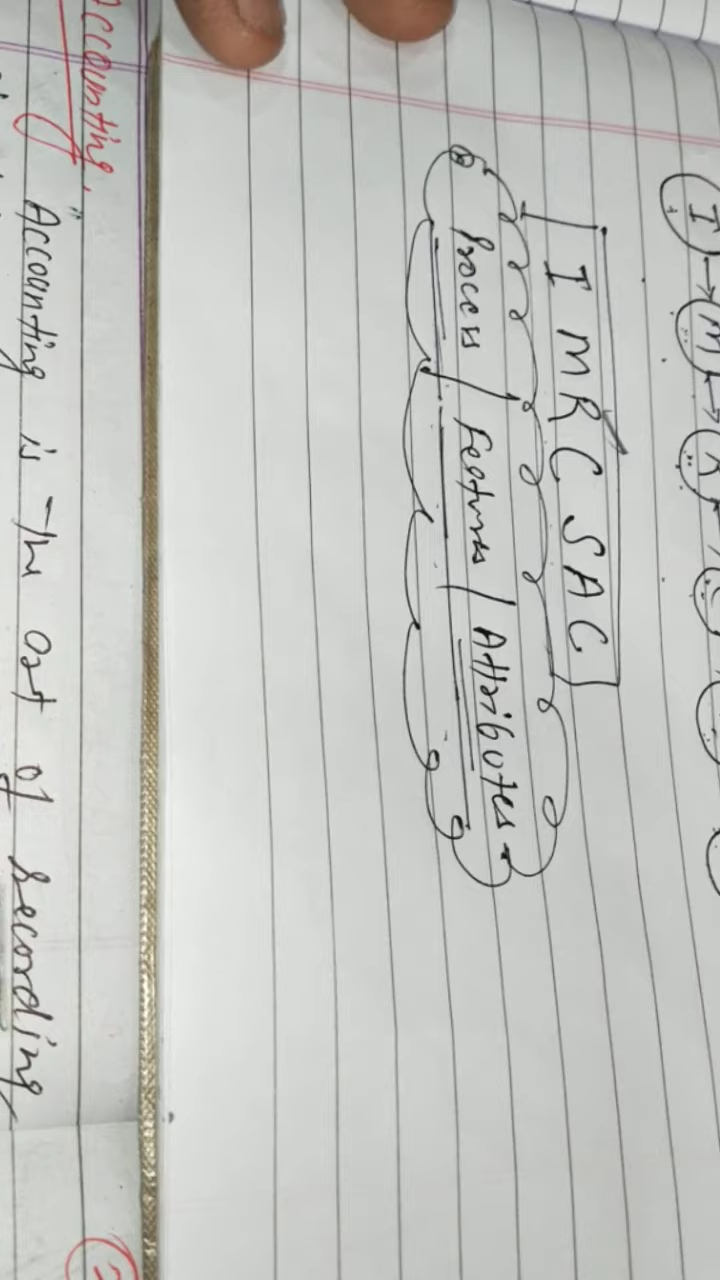 I → M → R
I M R C S A C
Process / Features / Attributes
Accounting
Accounting is the art of recording,